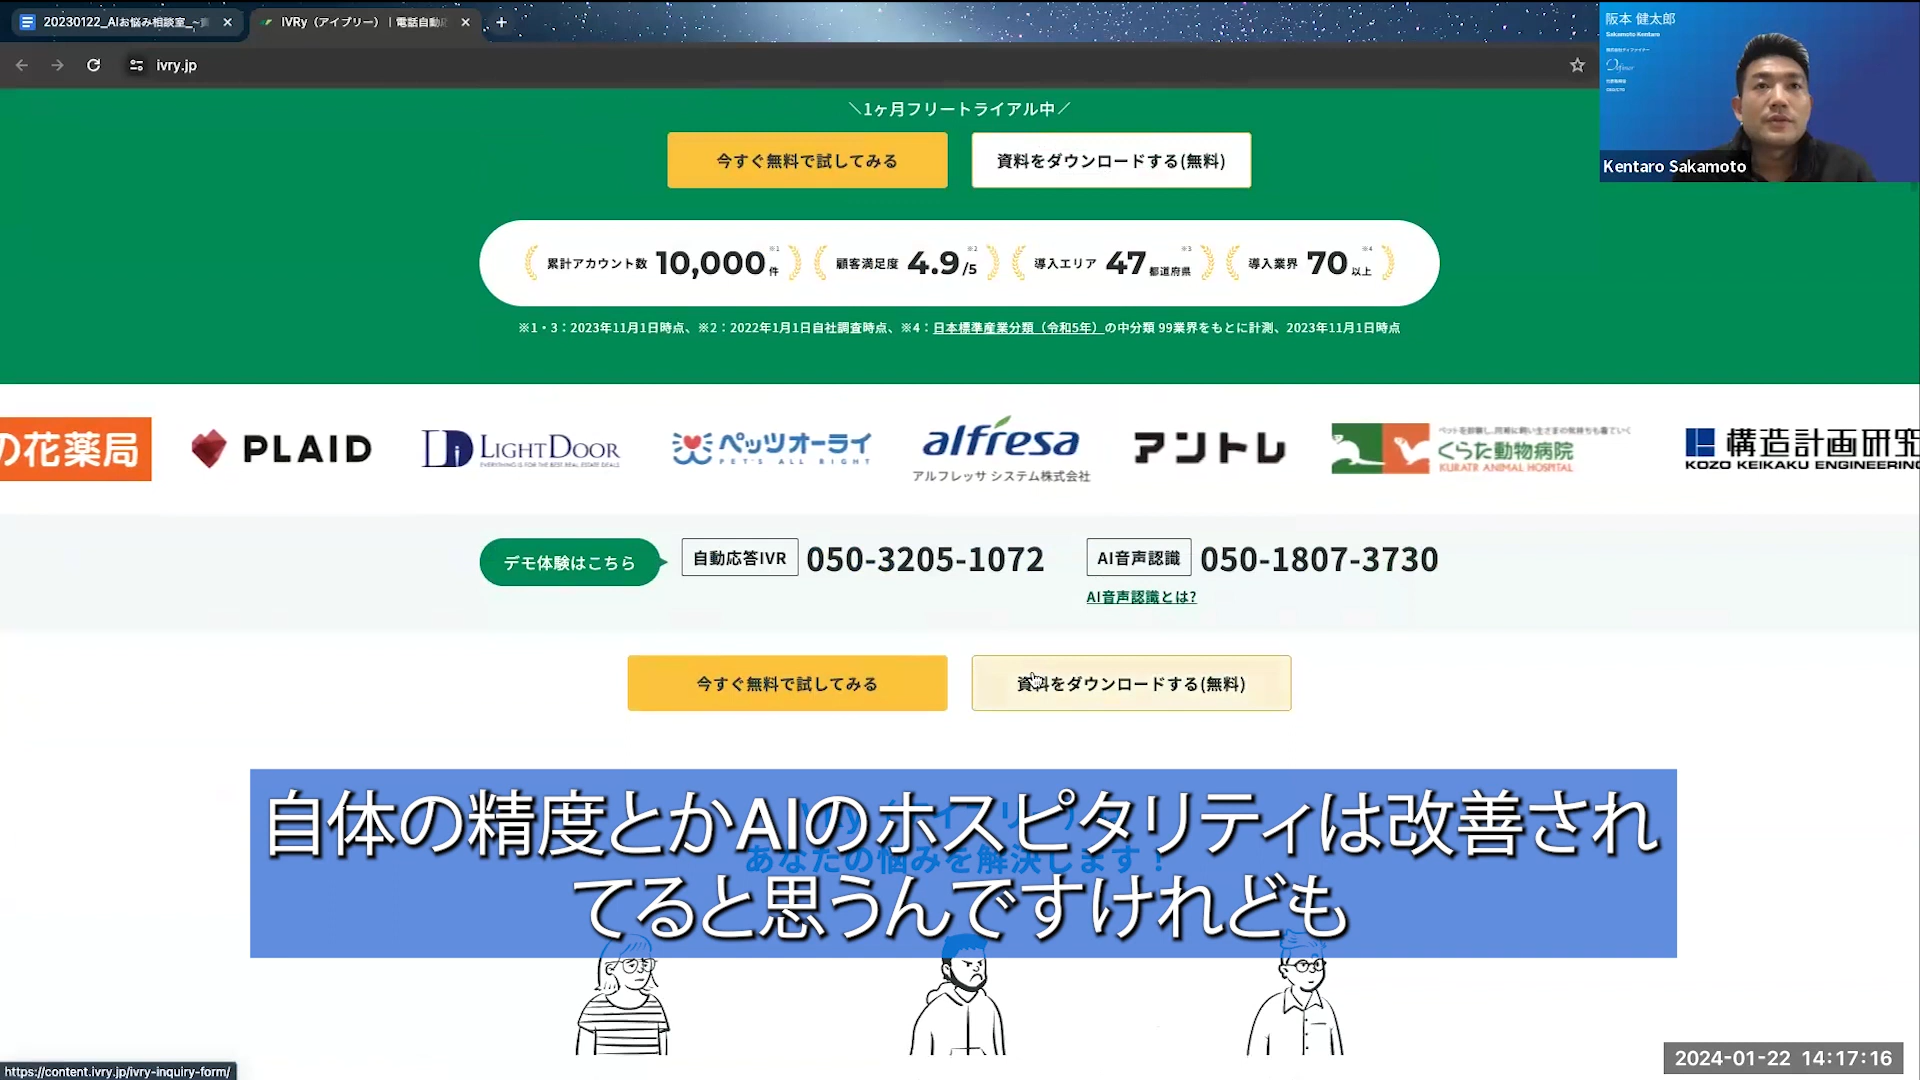 20230122_AIお悩み相談室_~
IVRy（アイブリー）｜電話自動
ivry.jp
阪本 健太郎
Sakamoto Kentaro
Kentaro Sakamoto
＼1ヶ月フリートライアル中／
今すぐ無料で試してみる
資料をダウンロードする(無料)
累計アカウント数 10,000件 ※1
顧客満足度 4.9/5 ※2
導入エリア 47都道府県 ※3
導入業界 70以上 ※4
※1・3：2023年11月1日時点、※2：2022年1月1日自社調査時点、※4：日本標準産業分類（令和5年）の中分類 99業界をもとに計測、2023年11月1日時点
の花薬局
PLAID
LIGHTDOOR
EVERYTHING IS FOR THE BEST REAL ESTATE DEALS
ペッツオーライ
PET'S ALL RIGHT
alfresa
アルフレッサ システム株式会社
アントレ
くらた動物病院
KURATA ANIMAL HOSPITAL
構造計画研究
KOZO KEIKAKU ENGINEERING
デモ体験はこちら
自動応答IVR 050-3205-1072
AI音声認識 050-1807-3730
AI音声認識とは?
今すぐ無料で試してみる
資料をダウンロードする(無料)
あなたの悩みを解決します！
自体の精度とかAIのホスピタリティは改善され
てると思うんですけれども
https://content.ivry.jp/ivry-inquiry-form/
2024-01-22 14:17:16